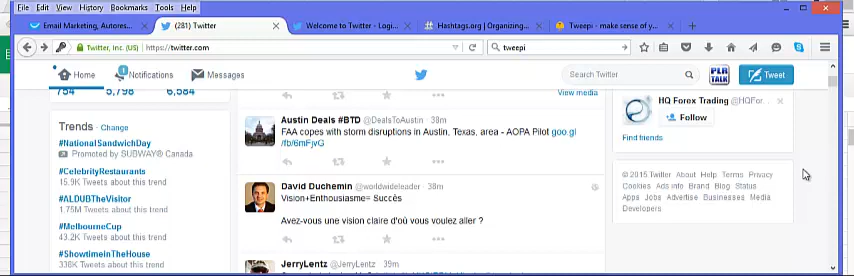 File Edit View History Bookmarks Tools Help
Email Marketing, Autores...
(281) Twitter
Welcome to Twitter - Logi...
Hashtags.org | Organizing...
Tweepi - make sense of y...
Twitter, Inc. (US) https://twitter.com
tweepi
Home
Notifications
Messages
Search Twitter
PLR TALK
Tweet
754 5,798 6,584
Trends · Change
#NationalSandwichDay
Promoted by SUBWAY® Canada
#CelebrityRestaurants
15.9K Tweets about this trend
#ALDUBTheVisitor
1.75M Tweets about this trend
#MelbourneCup
43.2K Tweets about this trend
#ShowtimeInTheHouse
336K Tweets about this trend
View media
Austin Deals #BTD @DealsToAustin · 38m
FAA copes with storm disruptions in Austin, Texas, area - AOPA Pilot goo.gl
/fb/6mFjvG
David Duchemin @worldwideleader · 38m
Vision+Enthousiasme= Succès
Avez-vous une vision claire d'où vous voulez aller ?
JerryLentz @JerryLentz · 39m
HQ Forex Trading @HQFor...
Follow
Find friends
© 2015 Twitter About Help Terms Privacy
Cookies Ads info Brand Blog Status
Apps Jobs Advertise Businesses Media
Developers